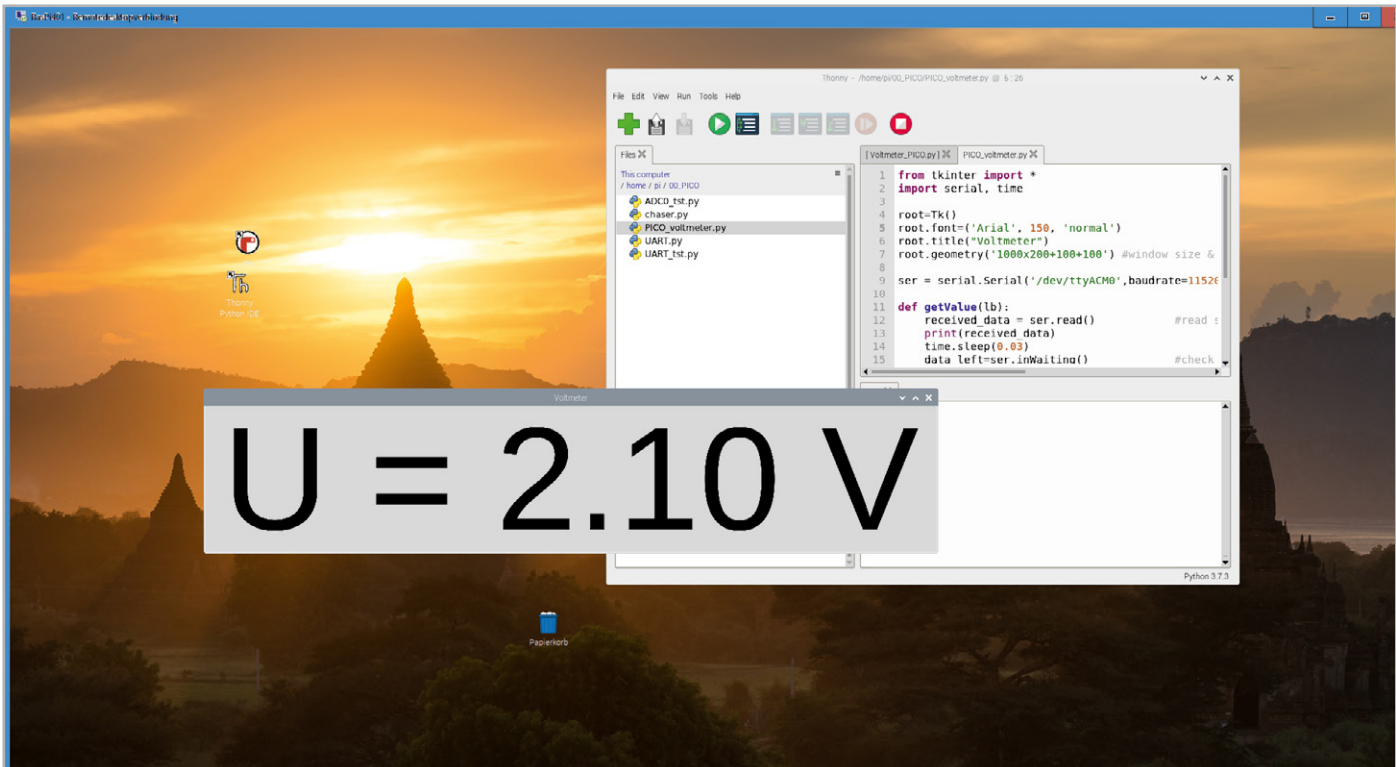 Remotedesktopverbindung
Thonny - /home/pi/00_PICO/PICO_voltmeter.py @ 5 : 26
File Edit View Run Tools Help
Files
[ Voltmeter_PICO.py ] PICO_voltmeter.py
This computer
/ home / pi / 00_PICO
ADC0_tst.py
chaser.py
PICO_voltmeter.py
UART.py
UART_tst.py
1 from tkinter import *
2 import serial, time
3
4 root=Tk()
5 root.font=('Arial', 150, 'normal')
6 root.title("Voltmeter")
7 root.geometry('1000x200+100+100') #window size &
8
9 ser = serial.Serial('/dev/ttyACM0',baudrate=11520
10
11 def getValue(lb):
12 received_data = ser.read() #read s
13 print(received_data)
14 time.sleep(0.03)
15 data_left=ser.inWaiting() #check
Thonny
Python IDE
Voltmeter
U = 2.10 V
Python 3.7.3
Papierkorb